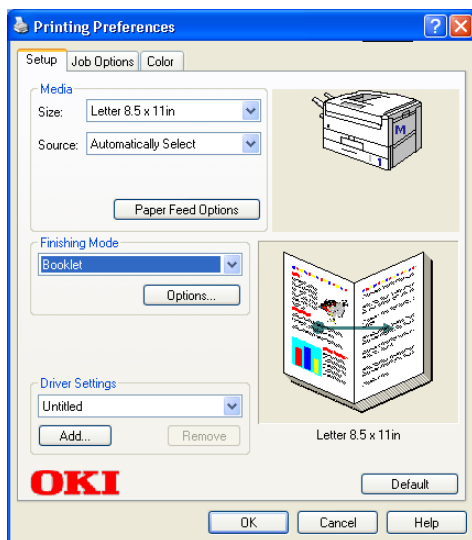 Printing Preferences
Setup Job Options Color
Media
Size: Letter 8.5 x 11in
Source: Automatically Select
Paper Feed Options
M
1
Finishing Mode
Booklet
Options...
Driver Settings
Untitled
Add... Remove
Letter 8.5 x 11in
OKI
Default
OK Cancel Help